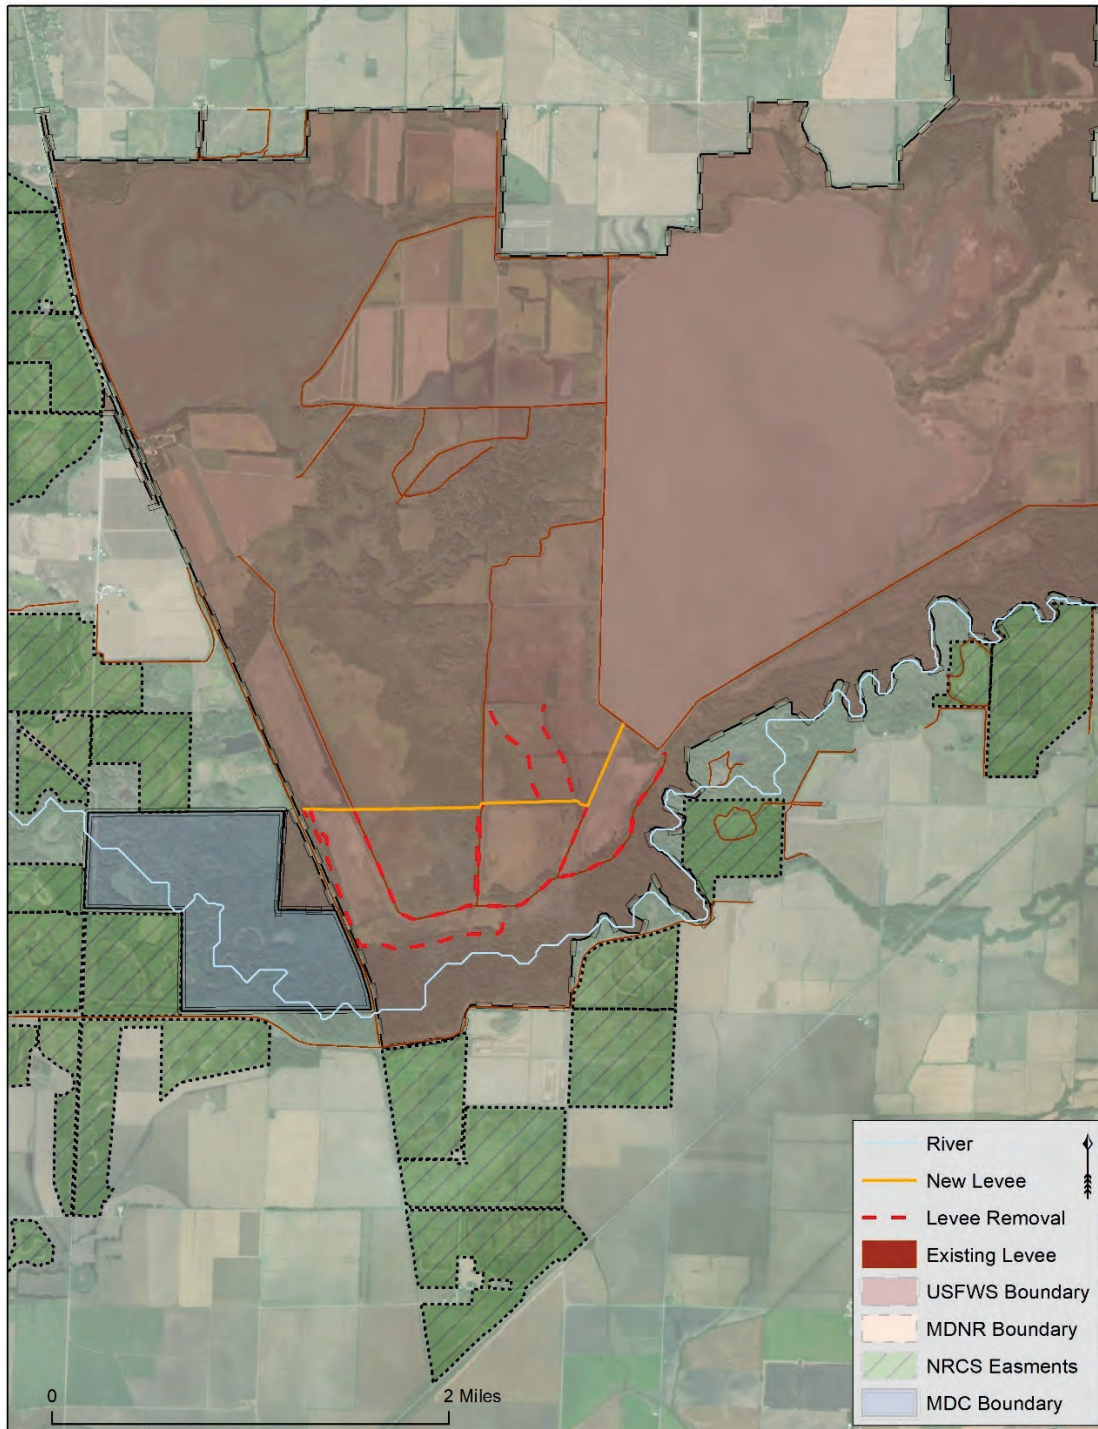 River
New Levee
Levee Removal
Existing Levee
USFWS Boundary
MDNR Boundary
NRCS Easments
MDC Boundary
0 2 Miles